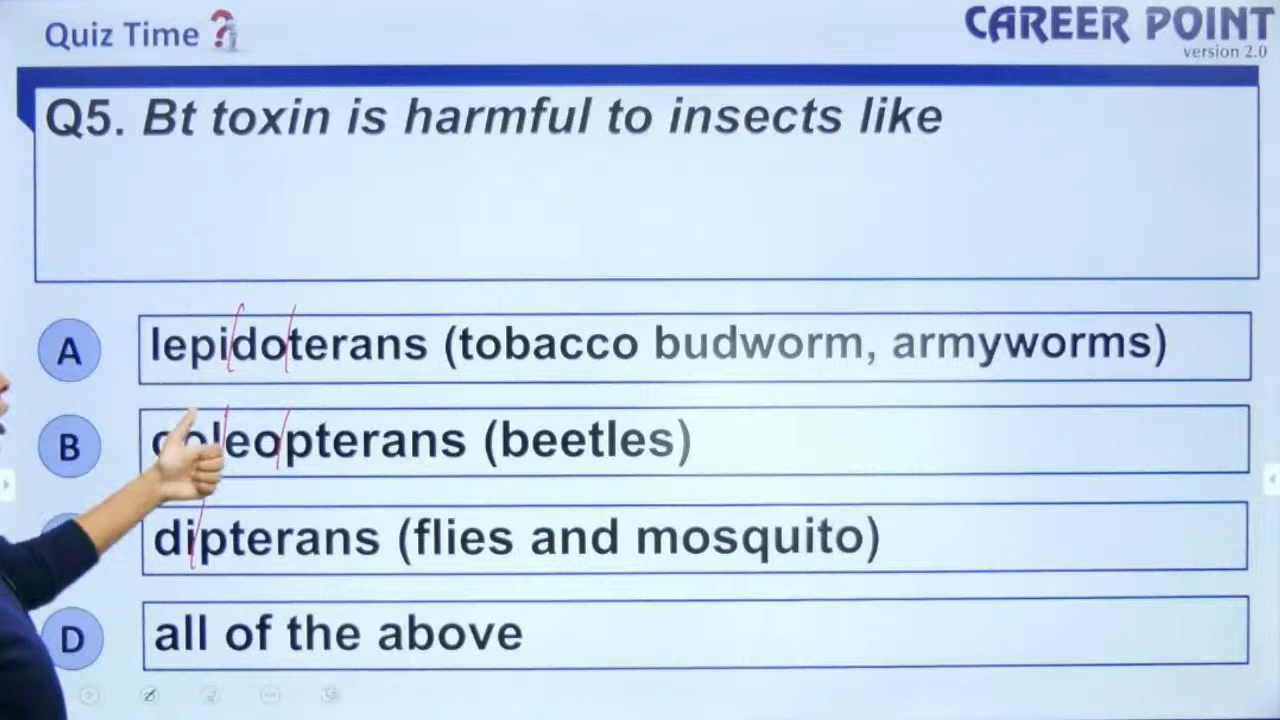 Quiz Time
CAREER POINT
version 2.0
Q5. Bt toxin is harmful to insects like
A lepidoterans (tobacco budworm, armyworms)
B coleopterans (beetles)
dipterans (flies and mosquito)
D all of the above